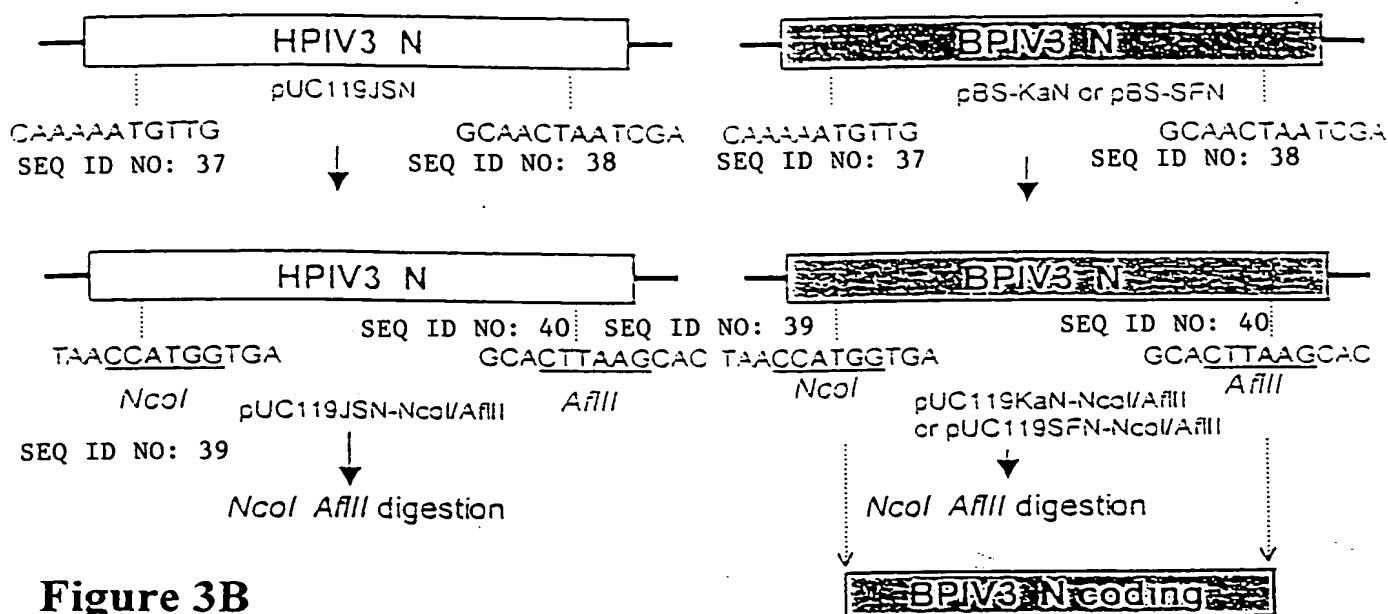 HPIV3 N
BPIV3 N
pUC119JSN
pBS-KaN or pBS-SFN
CAAAAATGTTG
GCAACTAATCGA
CAAAAATGTTG
GCAACTAATCGA
SEQ ID NO: 37
SEQ ID NO: 38
SEQ ID NO: 37
SEQ ID NO: 38
HPIV3 N
BPIV3 N
SEQ ID NO: 40
SEQ ID NO: 39
SEQ ID NO: 40
TAACCATGGTGA
GCACTTAAGCAC
TAACCATGGTGA
GCACTTAAGCAC
NcoI
AflII
NcoI
AflII
pUC119JSN-NcoI/AflII
pUC119KaN-NcoI/AflII
or pUC119SFN-NcoI/AflII
SEQ ID NO: 39
NcoI AflII digestion
NcoI AflII digestion
Figure 3B
BPIV3 N coding